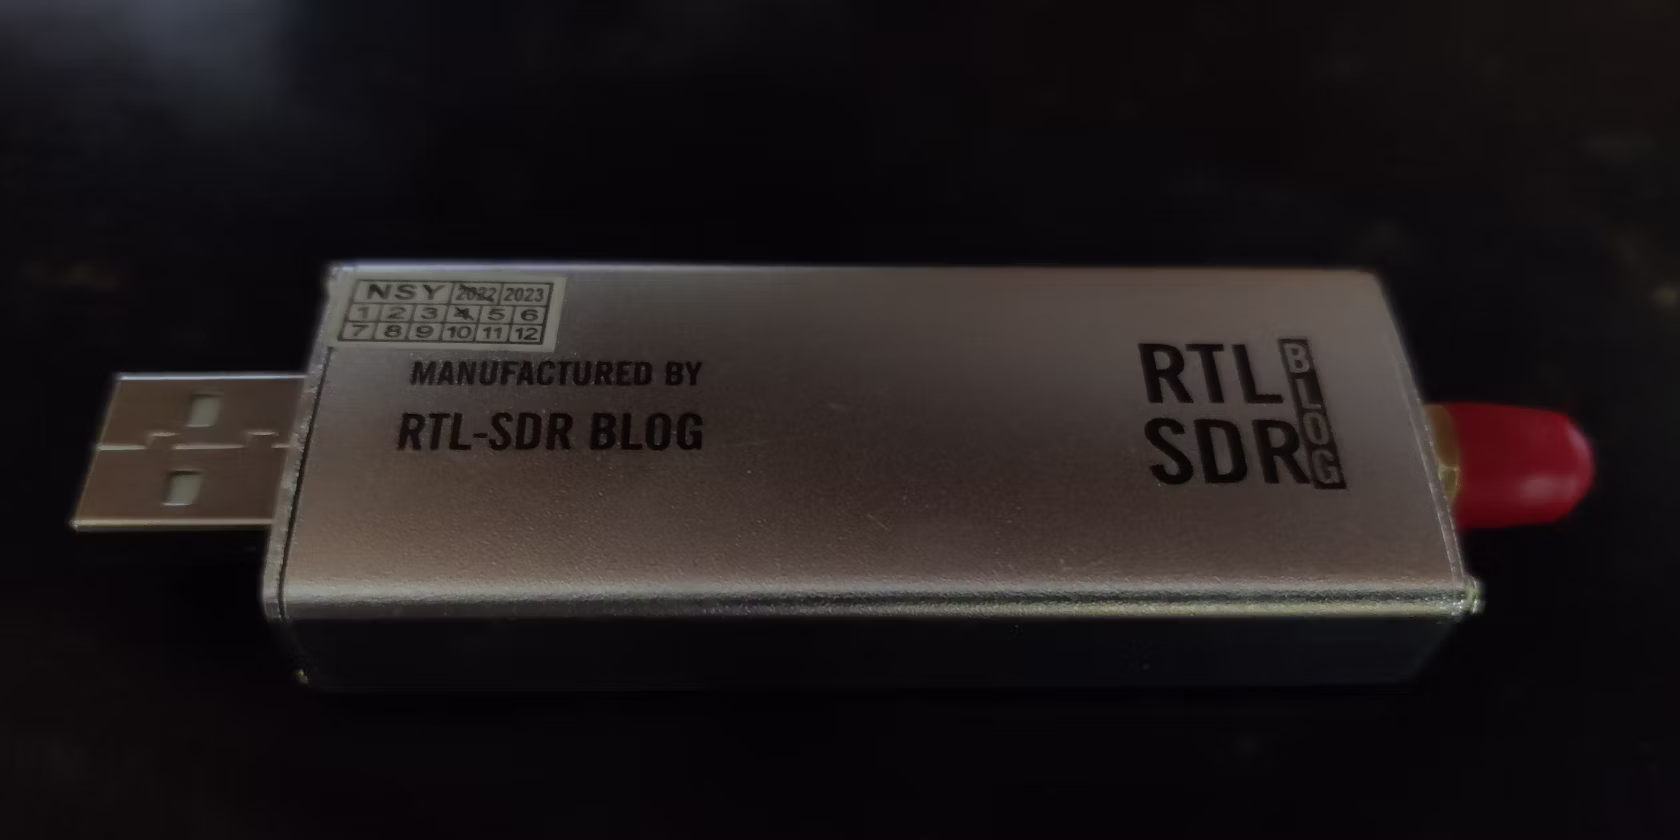 NSY 2022 2023
1 2 3 4 5 6
7 8 9 10 11 12
MANUFACTURED BY
RTL-SDR BLOG
RTL
SDR
BLOG